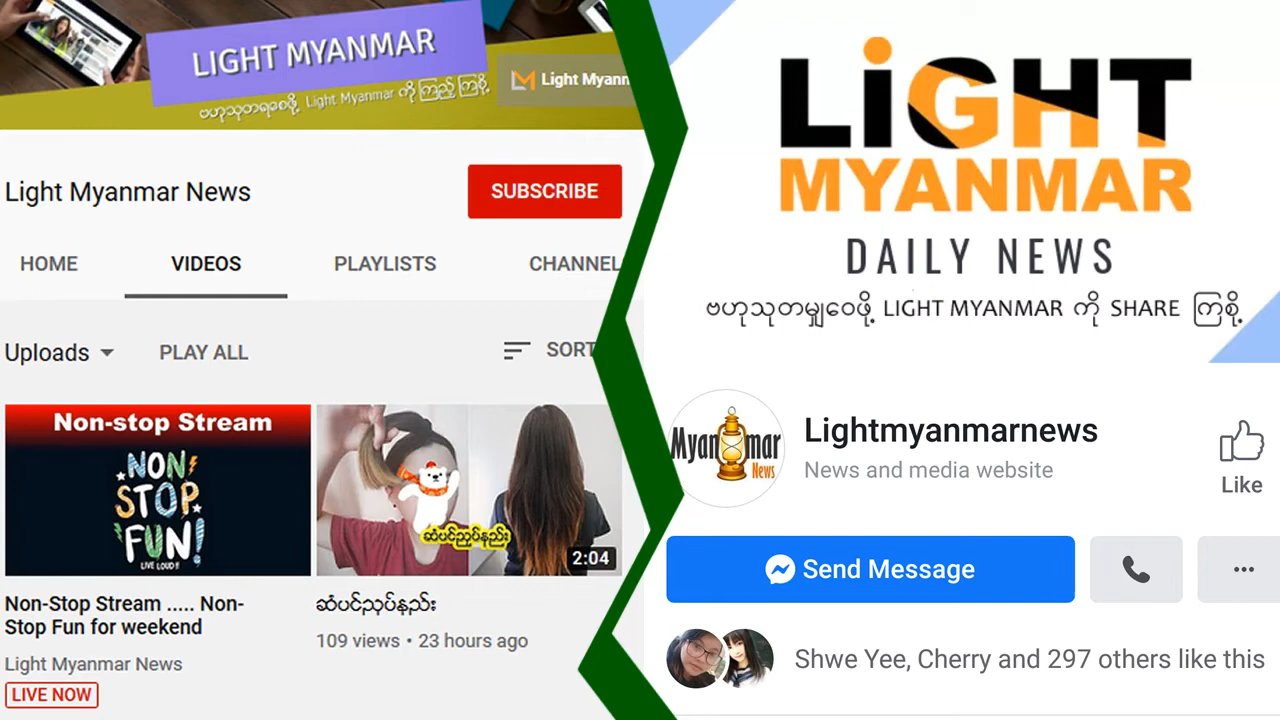 LIGHT MYANMAR
ဗဟုသုတရစေဖို့ Light Myanmar ကို ကြည့် ကြစို့
Light Myanm
Light Myanmar News
SUBSCRIBE
HOME
VIDEOS
PLAYLISTS
CHANNEL
Uploads
PLAY ALL
SORT
Non-stop Stream
NON
STOP
FUN!
LIVE LOUD!!
ဆံပင်ညှပ်နည်း
2:04
Non-Stop Stream ..... Non-
Stop Fun for weekend
Light Myanmar News
LIVE NOW
ဆံပင်ညှပ်နည်း
109 views • 23 hours ago
LiGHT
MYANMAR
DAILY NEWS
ဗဟုသုတမျှဝေဖို့ LIGHT MYANMAR ကို SHARE ကြစို့
Myanmar
News
Lightmyanmarnews
News and media website
Like
Send Message
Shwe Yee, Cherry and 297 others like this